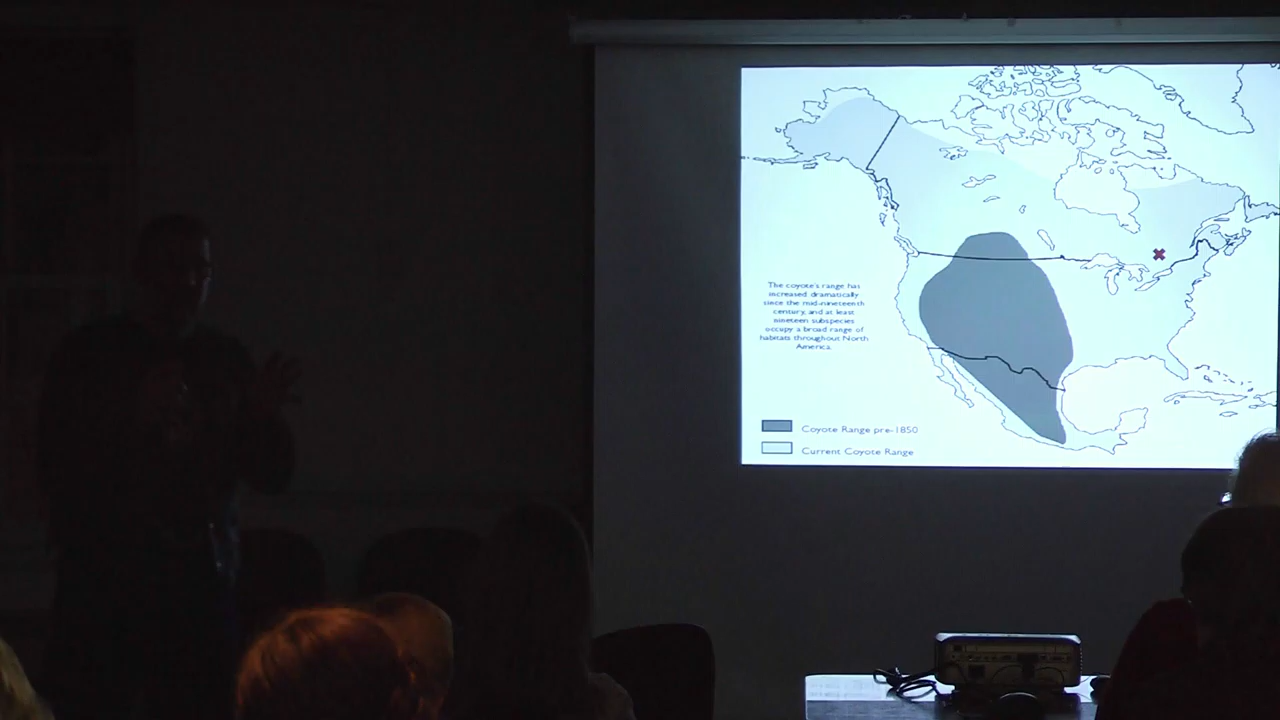 The coyote's range has
increased dramatically
since the mid-nineteenth
century, and at least
nineteen subspecies
occupy a broad range of
habitats throughout North
America.
Coyote Range pre-1850
Current Coyote Range